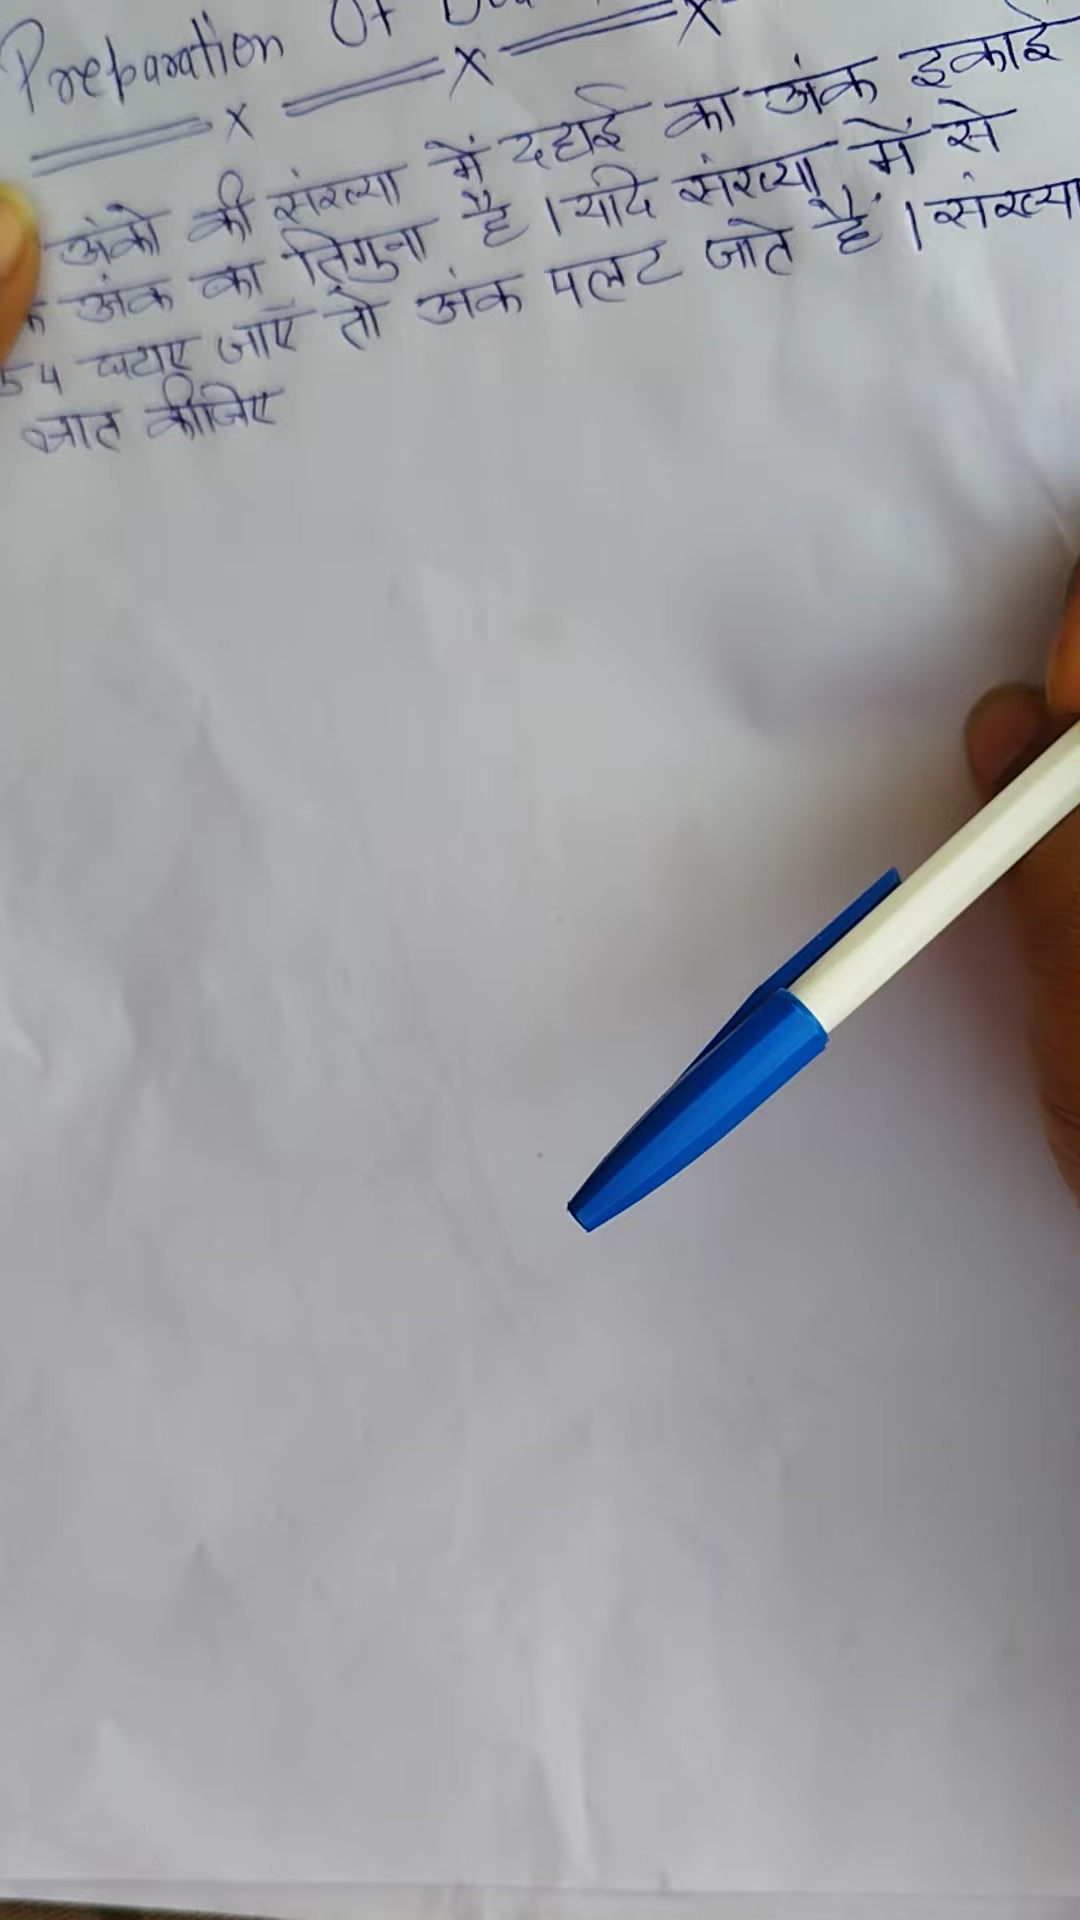 Preparation Of
अंको की संख्या में दहाई का अंक इकाई
के अंक का तिगुना है । यदि संख्या में से
54 घटाए जाएँ तो अंक पलट जाते हैं । संख्या
ज्ञात कीजिए